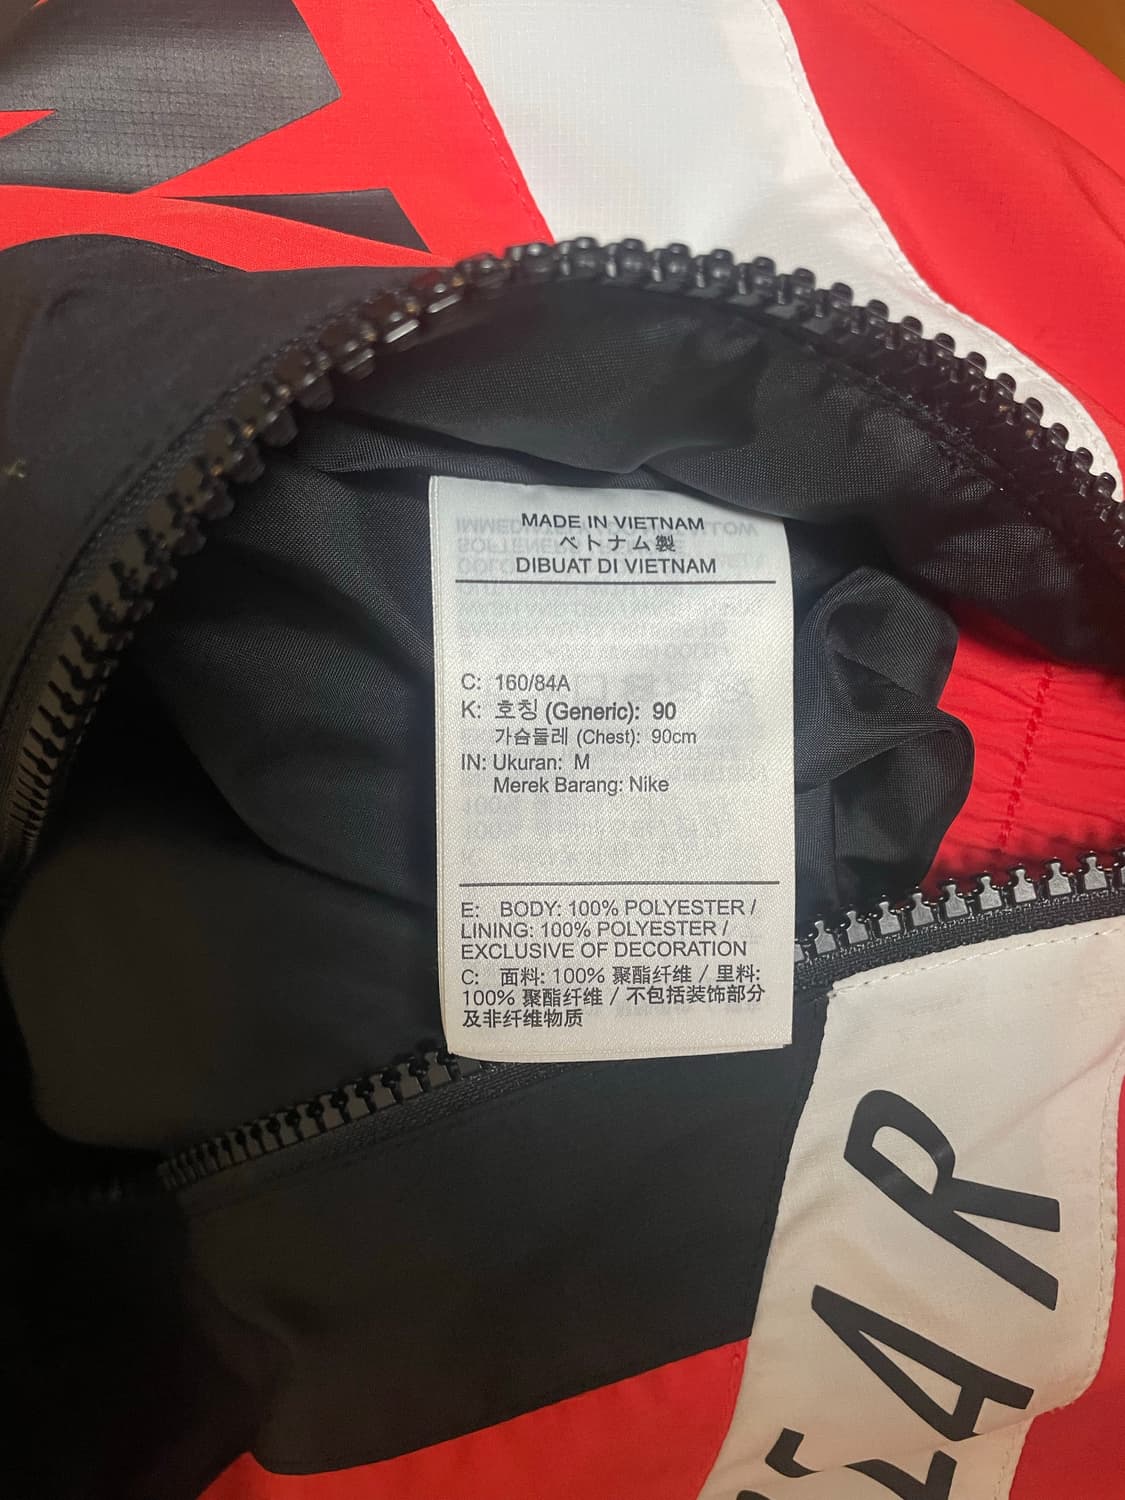 MADE IN VIETNAM
ベトナム製
DIBUAT DI VIETNAM
C: 160/84A
K: 호칭 (Generic): 90
가슴둘레 (Chest): 90cm
IN: Ukuran: M
Merek Barang: Nike
E: BODY: 100% POLYESTER /
LINING: 100% POLYESTER /
EXCLUSIVE OF DECORATION
C: 面料: 100% 聚酯纤维 / 里料:
100% 聚酯纤维 / 不包括装饰部分
及非纤维物质